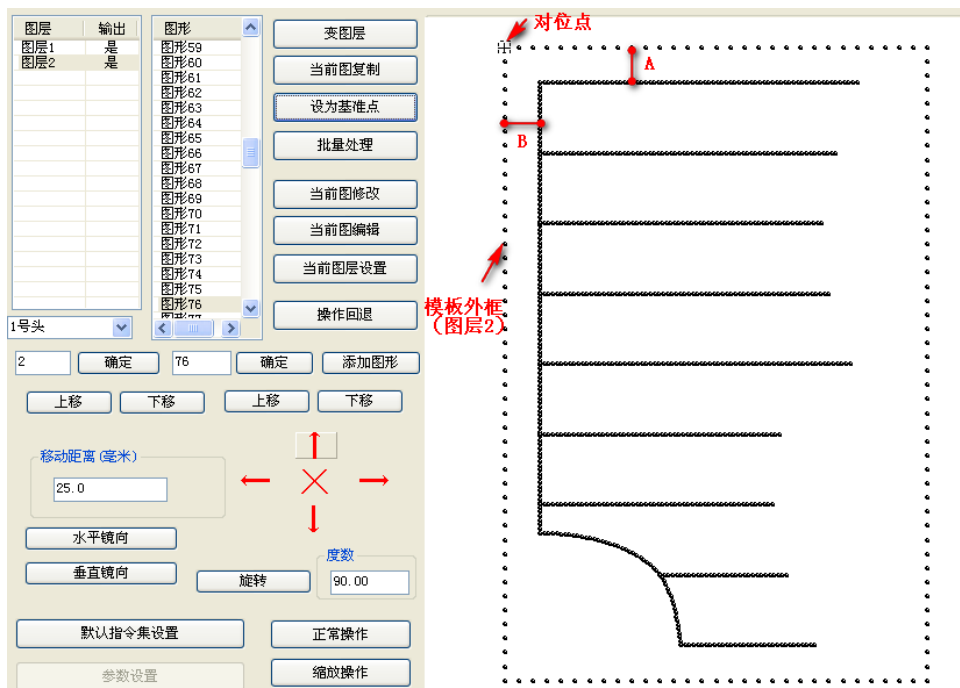 图层 输出
图层1 是
图层2 是
图形
图形59
图形60
图形61
图形62
图形63
图形64
图形65
图形66
图形67
图形68
图形69
图形70
图形71
图形72
图形73
图形74
图形75
图形76
图形77
变图层
当前图复制
设为基准点
批量处理
当前图修改
当前图编辑
当前图层设置
操作回退
1号头
2 确定 76 确定 添加图形
上移 下移 上移 下移
移动距离(毫米)
25.0
水平镜向
垂直镜向
旋转
度数
90.00
默认指令集设置
正常操作
参数设置
缩放操作
对位点
A
B
模板外框
(图层2)